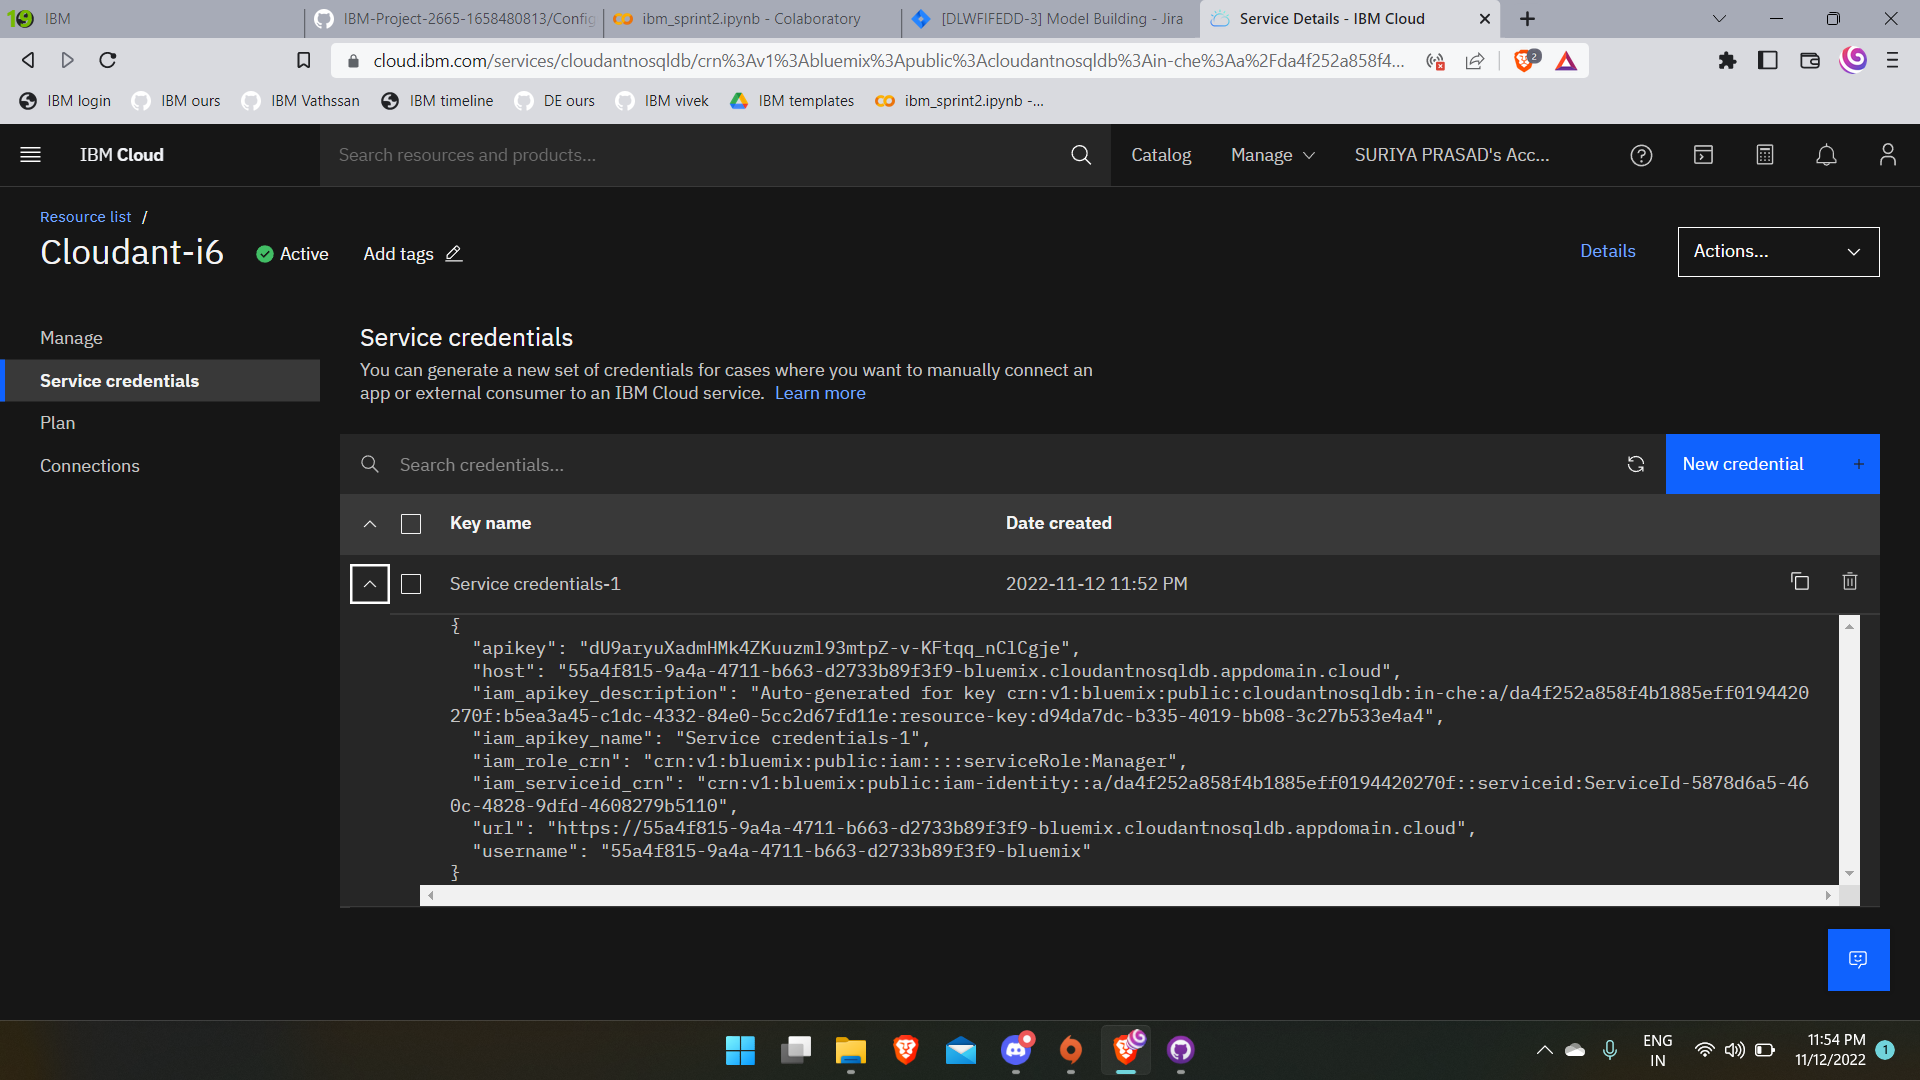 IBM
IBM-Project-2665-1658480813/Config
ibm_sprint2.ipynb - Colaboratory
[DLWFIFEDD-3] Model Building - Jira
Service Details - IBM Cloud
cloud.ibm.com/services/cloudantnosqldb/crn%3Av1%3Abluemix%3Apublic%3Acloudantnosqldb%3Ain-che%3Aa%2Fda4f252a858f4...
2
IBM login
IBM ours
IBM Vathssan
IBM timeline
DE ours
IBM vivek
IBM templates
ibm_sprint2.ipynb -...
IBM Cloud
Search resources and products...
Catalog
Manage
SURIYA PRASAD's Acc...
Resource list /
Cloudant-i6
Active
Add tags
Details
Actions...
Manage
Service credentials
Plan
Connections
Service credentials
You can generate a new set of credentials for cases where you want to manually connect an
app or external consumer to an IBM Cloud service. Learn more
Search credentials...
New credential +
Key name
Date created
Service credentials-1
2022-11-12 11:52 PM
{
"apikey": "dU9aryuXadmHMk4ZKuuzml93mtpZ-v-KFtqq_nClCgje",
"host": "55a4f815-9a4a-4711-b663-d2733b89f3f9-bluemix.cloudantnosqldb.appdomain.cloud",
"iam_apikey_description": "Auto-generated for key crn:v1:bluemix:public:cloudantnosqldb:in-che:a/da4f252a858f4b1885eff0194420
270f:b5ea3a45-c1dc-4332-84e0-5cc2d67fd11e:resource-key:d94da7dc-b335-4019-bb08-3c27b533e4a4",
"iam_apikey_name": "Service credentials-1",
"iam_role_crn": "crn:v1:bluemix:public:iam::::serviceRole:Manager",
"iam_serviceid_crn": "crn:v1:bluemix:public:iam-identity::a/da4f252a858f4b1885eff0194420270f::serviceid:ServiceId-5878d6a5-46
0c-4828-9dfd-4608279b5110",
"url": "https://55a4f815-9a4a-4711-b663-d2733b89f3f9-bluemix.cloudantnosqldb.appdomain.cloud",
"username": "55a4f815-9a4a-4711-b663-d2733b89f3f9-bluemix"
}
ENG
IN
11:54 PM
11/12/2022
1